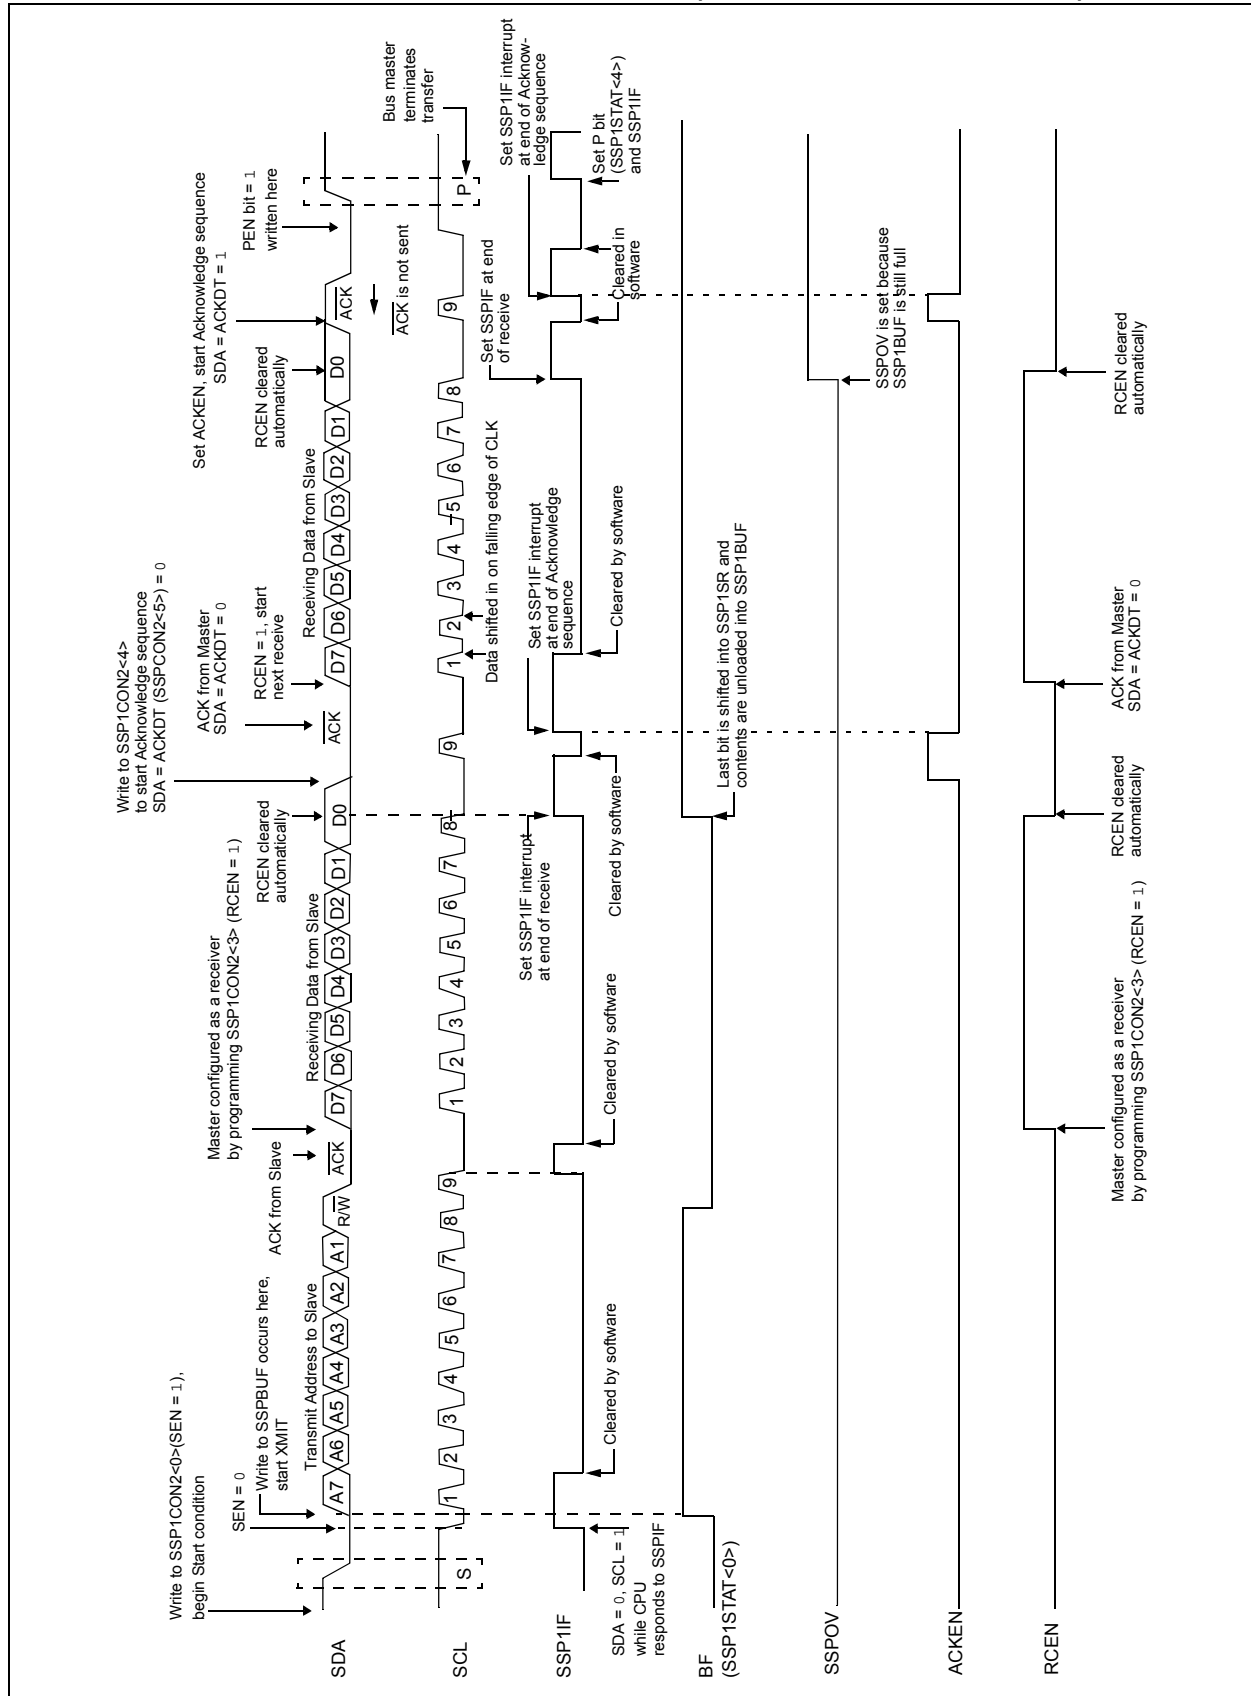 Write to SSP1CON2<0>(SEN = 1),
begin Start condition
SEN = 0
Write to SSPBUF occurs here,
start XMIT
ACK from Slave
Master configured as a receiver
by programming SSP1CON2<3> (RCEN = 1)
RCEN cleared
automatically
Write to SSP1CON2<4>
to start Acknowledge sequence
SDA = ACKDT (SSPCON2<5>) = 0
ACK from Master
SDA = ACKDT = 0
RCEN = 1, start
next receive
RCEN cleared
automatically
Set ACKEN, start Acknowledge sequence
SDA = ACKDT = 1
PEN bit = 1
written here
Transmit Address to Slave
Receiving Data from Slave
Receiving Data from Slave
SDA
A7 A6 A5 A4 A3 A2 A1 R/W ACK D7 D6 D5 D4 D3 D2 D1 D0 ACK D7 D6 D5 D4 D3 D2 D1 D0 ACK
ACK is not sent
Bus master
terminates
transfer
SCL
S 1 2 3 4 5 6 7 8 9 1 2 3 4 5 6 7 8 9 1 2 3 4 5 6 7 8 9 P
Data shifted in on falling edge of CLK
Set SSP1IF interrupt
at end of receive
Set SSP1IF interrupt
at end of Acknowledge
sequence
Set SSPIF at end
of receive
Set SSP1IF interrupt
at end of Acknow-
ledge sequence
SSP1IF
SDA = 0, SCL = 1
while CPU
responds to SSPIF
Cleared by software
Cleared by software
Cleared by software
Cleared by software
Cleared in
software
Set P bit
(SSP1STAT<4>)
and SSP1IF
BF
(SSP1STAT<0>)
Last bit is shifted into SSP1SR and
contents are unloaded into SSP1BUF
SSPOV
SSPOV is set because
SSP1BUF is still full
ACKEN
RCEN
Master configured as a receiver
by programming SSP1CON2<3> (RCEN = 1)
RCEN cleared
automatically
ACK from Master
SDA = ACKDT = 0
RCEN cleared
automatically